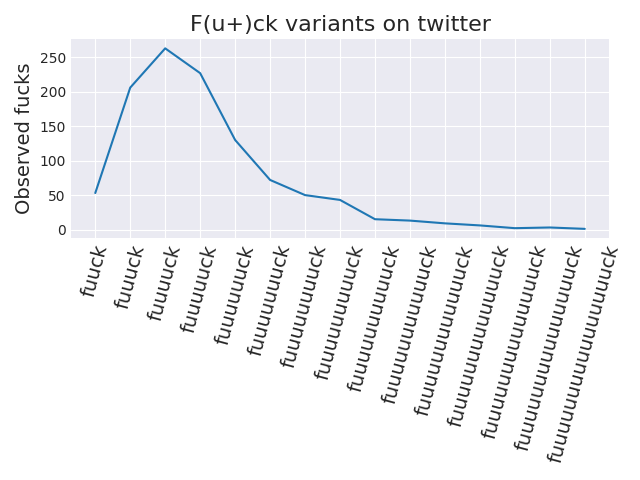 F(u+)ck variants on twitter
Observed fucks
250
200
150
100
50
0
fuuck
fuuuck
fuuuuck
fuuuuuck
fuuuuuuck
fuuuuuuuck
fuuuuuuuuck
fuuuuuuuuuck
fuuuuuuuuuuck
fuuuuuuuuuuuck
fuuuuuuuuuuuuck
fuuuuuuuuuuuuuck
fuuuuuuuuuuuuuuck
fuuuuuuuuuuuuuuuck
fuuuuuuuuuuuuuuuuck